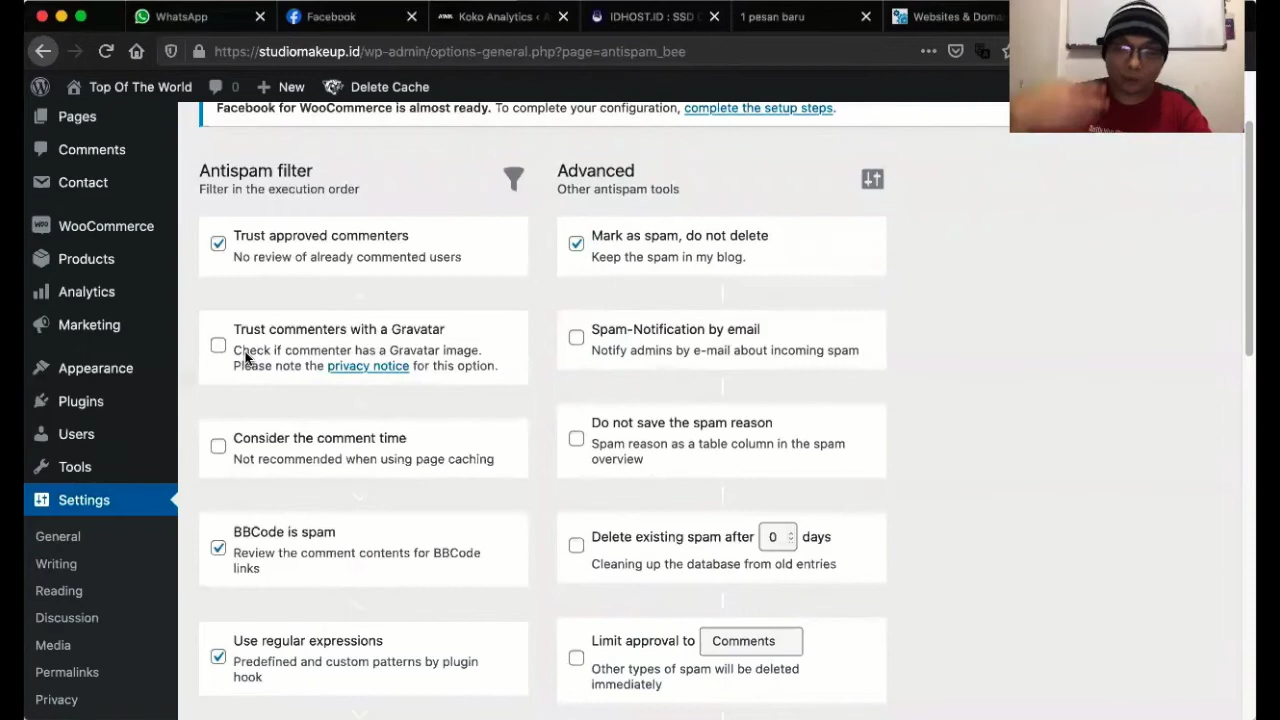 WhatsApp
Facebook
Koko Analytics
IDHOST.ID : SSD
1 pesan baru
Websites & Doma
https://studiomakeup.id/wp-admin/options-general.php?page=antispam_bee
Top Of The World
0
New
Delete Cache
Pages
Comments
Contact
WooCommerce
Products
Analytics
Marketing
Appearance
Plugins
Users
Tools
Settings
General
Writing
Reading
Discussion
Media
Permalinks
Privacy
Facebook for WooCommerce is almost ready. To complete your configuration, complete the setup steps.
Antispam filter
Filter in the execution order
Trust approved commenters
No review of already commented users
Trust commenters with a Gravatar
Check if commenter has a Gravatar image.
Please note the privacy notice for this option.
Consider the comment time
Not recommended when using page caching
BBCode is spam
Review the comment contents for BBCode
links
Use regular expressions
Predefined and custom patterns by plugin
hook
Advanced
Other antispam tools
Mark as spam, do not delete
Keep the spam in my blog.
Spam-Notification by email
Notify admins by e-mail about incoming spam
Do not save the spam reason
Spam reason as a table column in the spam
overview
Delete existing spam after 0 days
Cleaning up the database from old entries
Limit approval to Comments
Other types of spam will be deleted
immediately